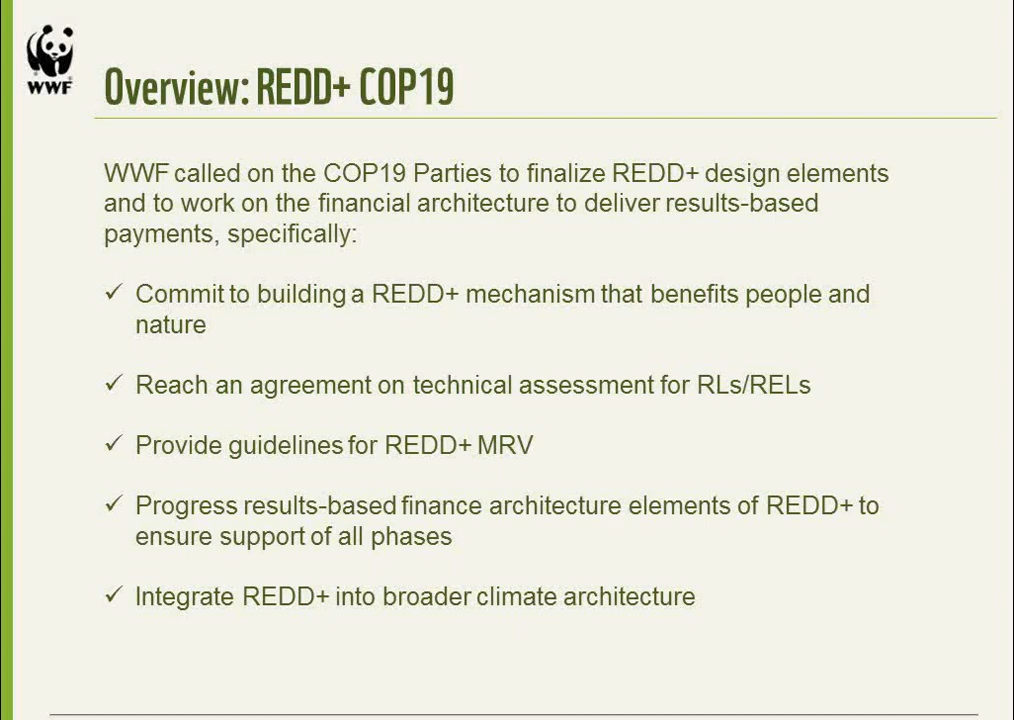 WWF
Overview: REDD+ COP19
WWF called on the COP19 Parties to finalize REDD+ design elements
and to work on the financial architecture to deliver results-based
payments, specifically:
✓ Commit to building a REDD+ mechanism that benefits people and
nature
✓ Reach an agreement on technical assessment for RLs/RELs
✓ Provide guidelines for REDD+ MRV
✓ Progress results-based finance architecture elements of REDD+ to
ensure support of all phases
✓ Integrate REDD+ into broader climate architecture